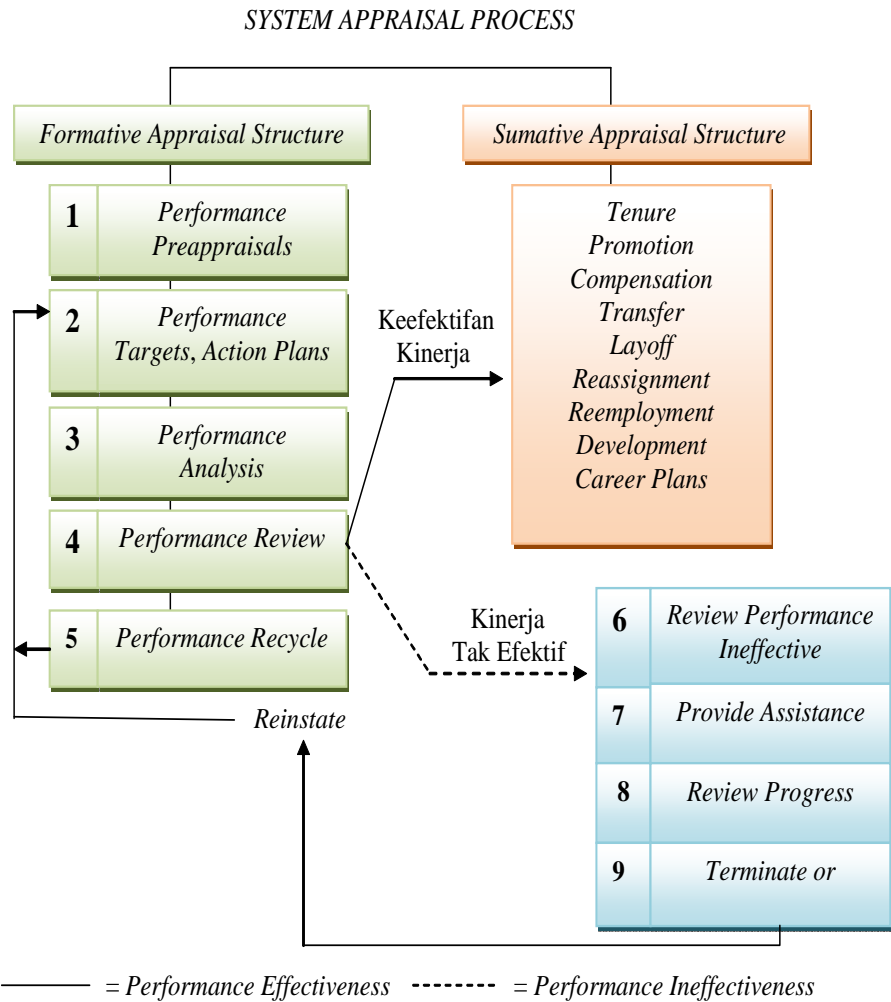 SYSTEM APPRAISAL PROCESS
Formative Appraisal Structure
Sumative Appraisal Structure
1
Performance
Preappraisals
2
Performance
Targets, Action Plans
3
Performance
Analysis
4
Performance Review
5
Performance Recycle
Reinstate
Keefektifan
Kinerja
Tenure
Promotion
Compensation
Transfer
Layoff
Reassignment
Reemployment
Development
Career Plans
Kinerja
Tak Efektif
6
Review Performance
Ineffective
7
Provide Assistance
8
Review Progress
9
Terminate or
= Performance Effectiveness
= Performance Ineffectiveness